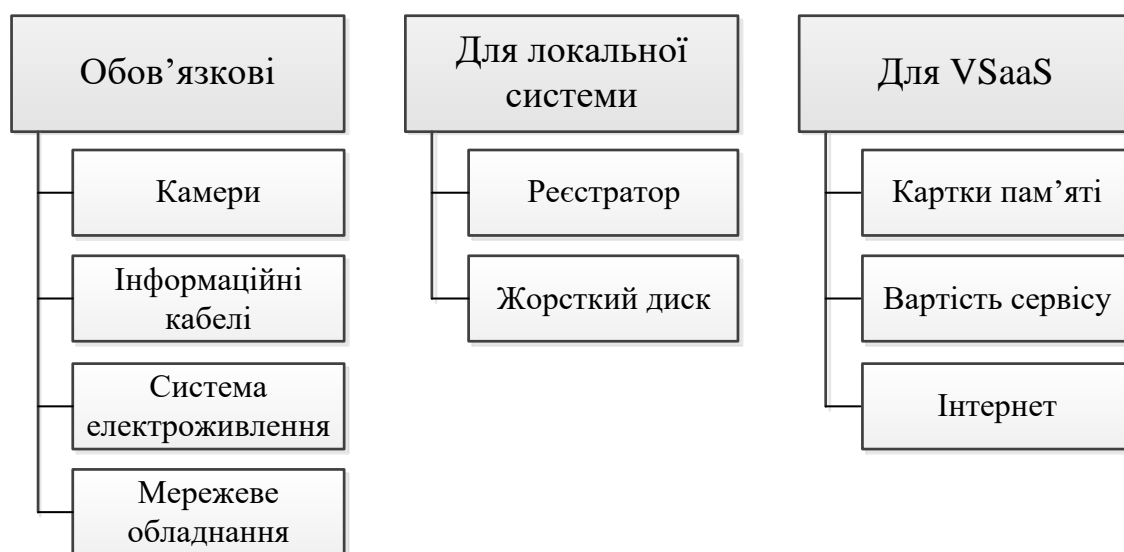 Обов’язкові
Камери
Інформаційні
кабелі
Система
електроживлення
Мережеве
обладнання
Для локальної
системи
Реєстратор
Жорсткий диск
Для VSaaS
Картки пам’яті
Вартість сервісу
Інтернет